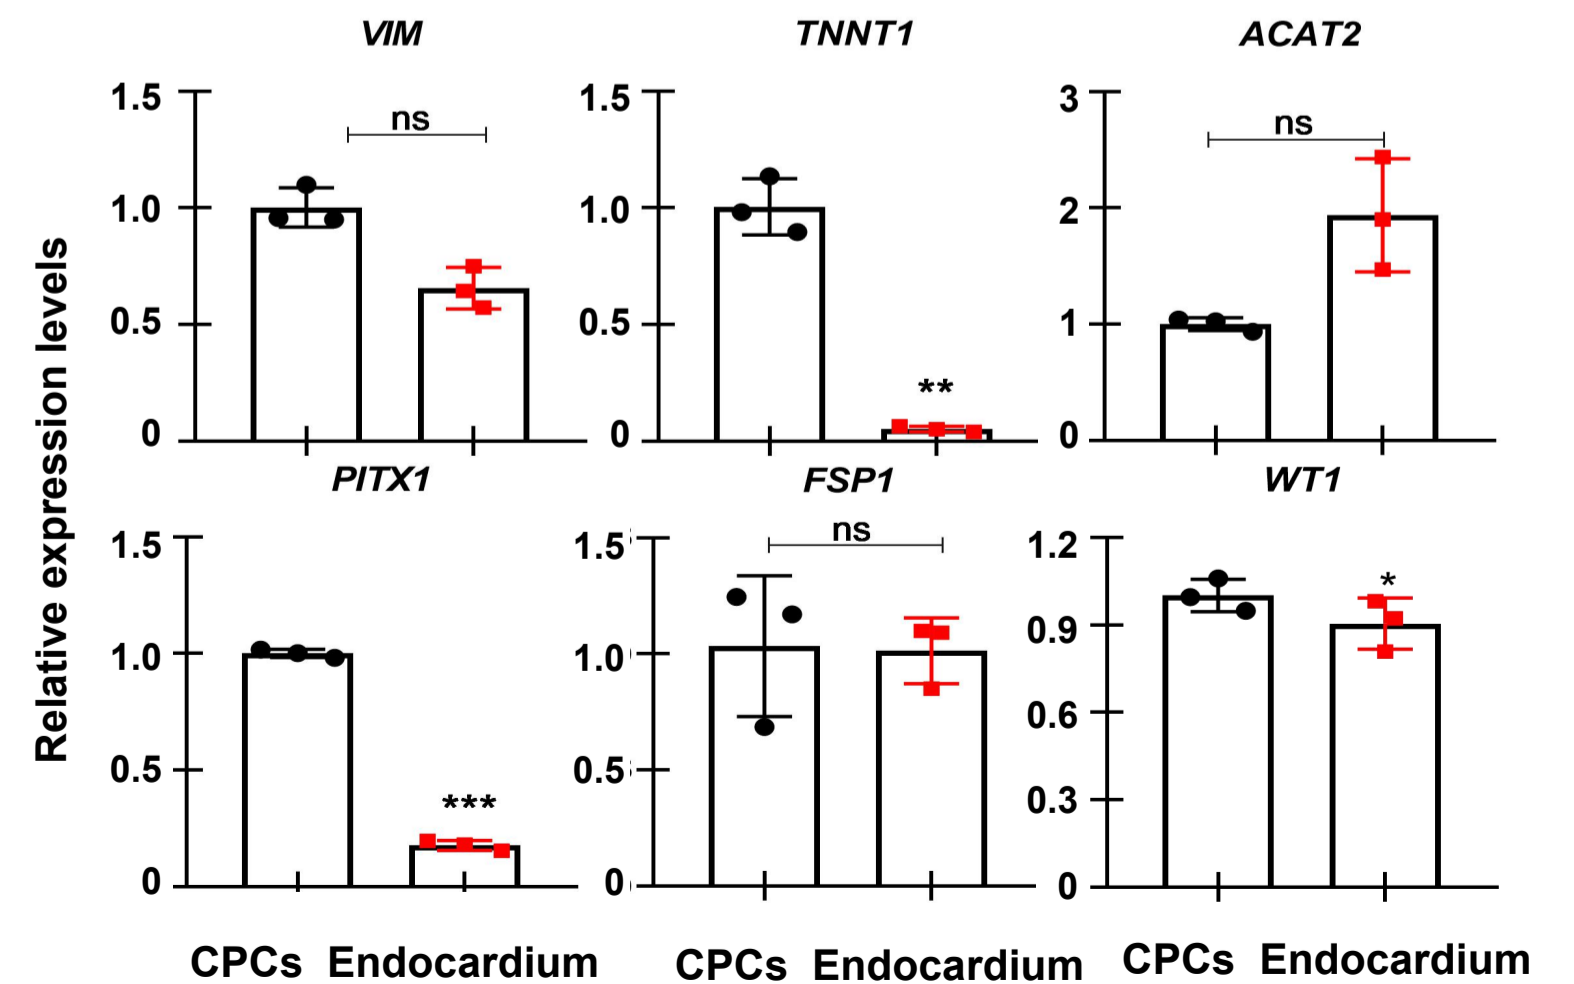 VIM
TNNT1
ACAT2
1.5
1.0
0.5
0
ns
1.5
1.0
0.5
0
**
3
2
1
0
ns
Relative expression levels
PITX1
FSP1
WT1
1.5
1.0
0.5
0
***
1.5
1.0
0.5
0
ns
1.2
0.9
0.6
0.3
0
*
CPCs Endocardium
CPCs Endocardium
CPCs Endocardium